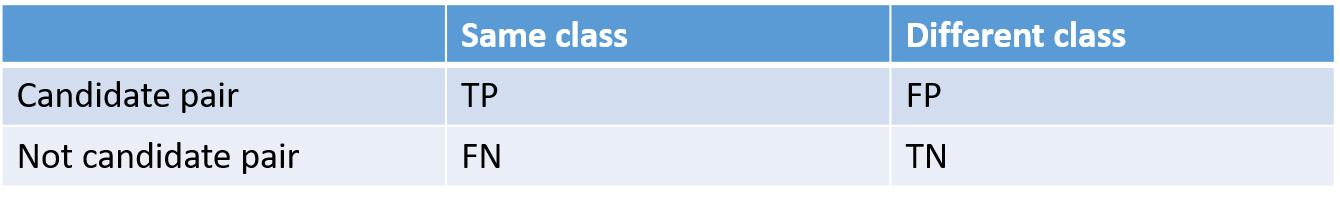 Same class Different class
Candidate pair TP FP
Not candidate pair FN TN